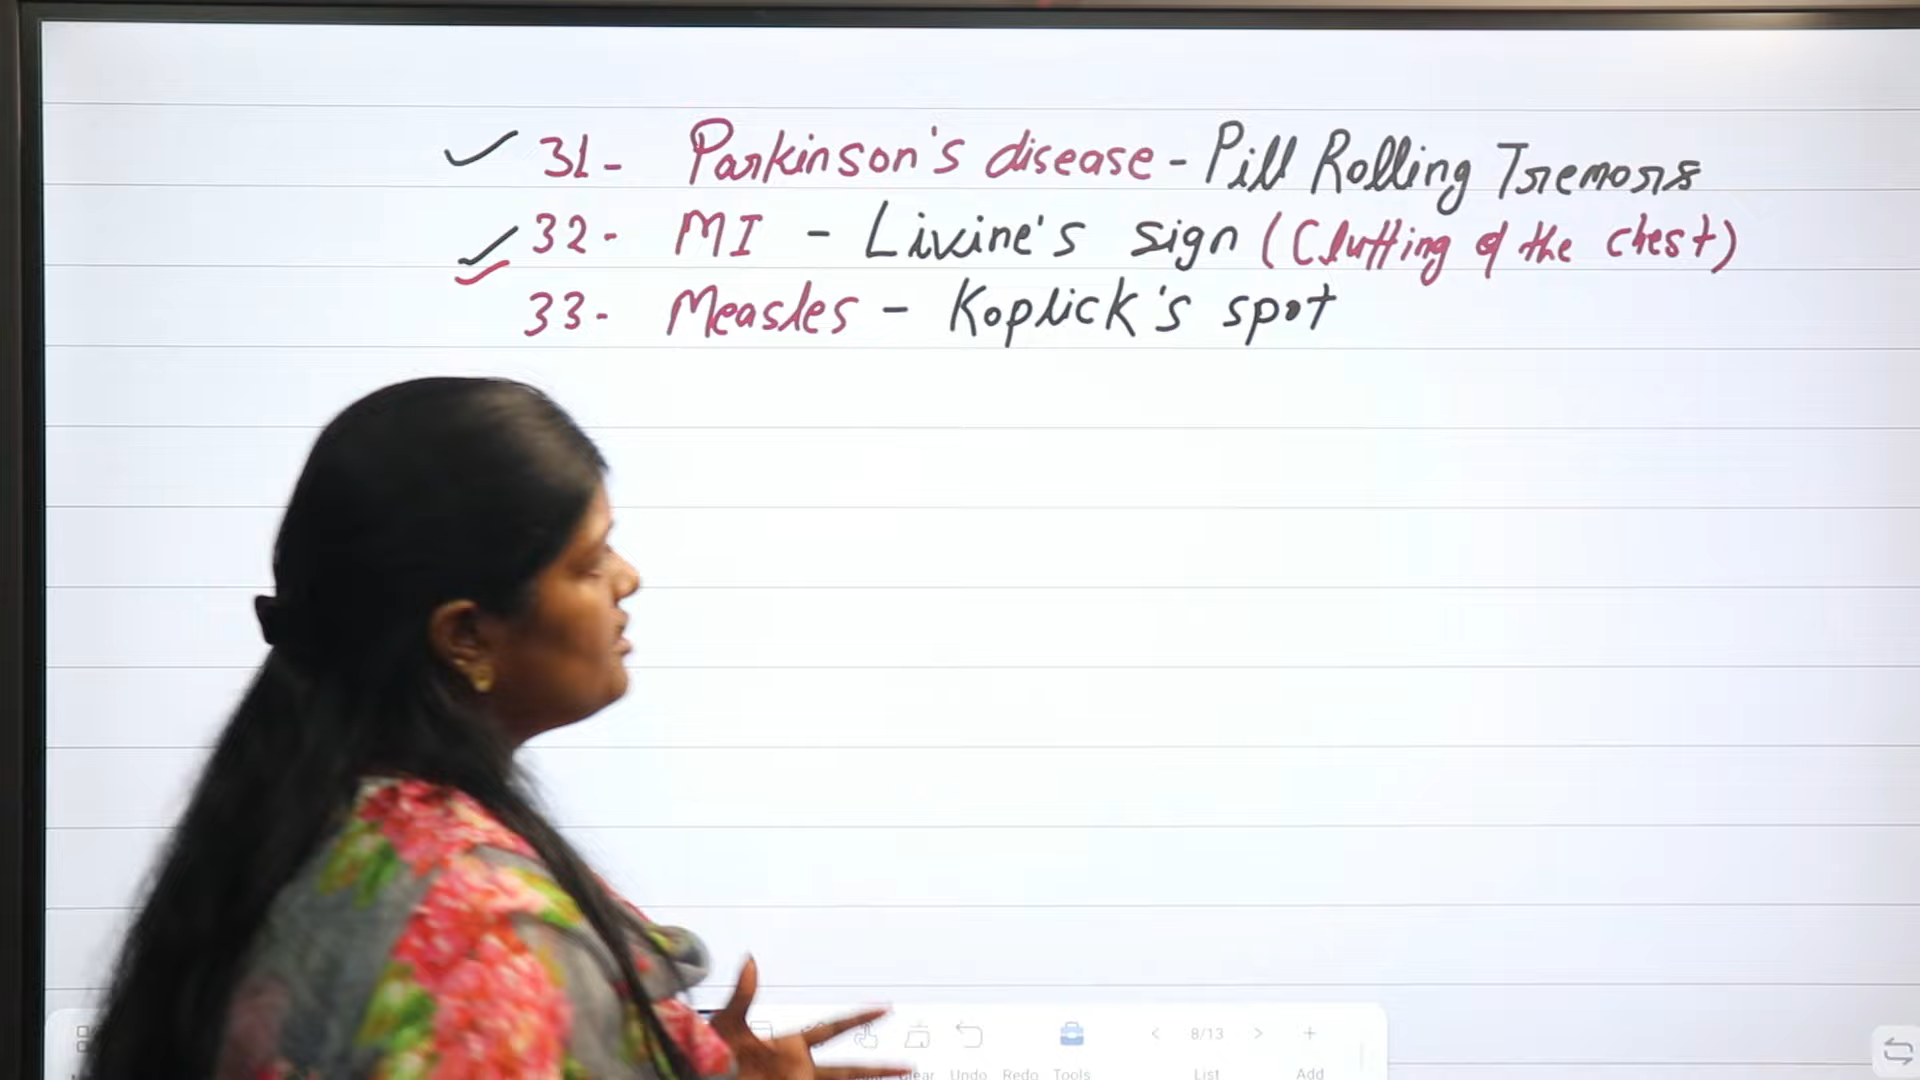 31- Parkinson's disease - Pill Rolling Tremors
32- MI - Livine's sign (Clutting of the chest)
33- Measles - Koplick's spot
8/13
Clear Undo Redo Tools List Add